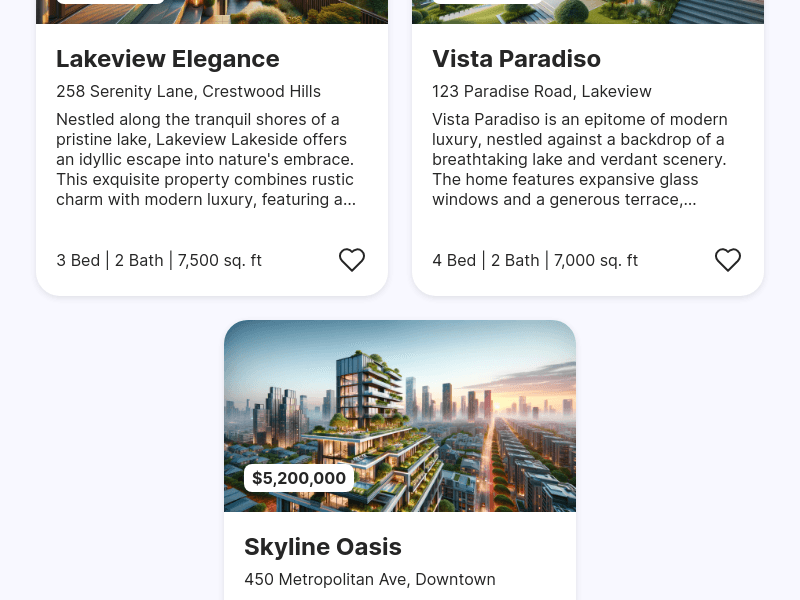 Lakeview Elegance
258 Serenity Lane, Crestwood Hills
Nestled along the tranquil shores of a
pristine lake, Lakeview Lakeside offers
an idyllic escape into nature's embrace.
This exquisite property combines rustic
charm with modern luxury, featuring a...
3 Bed | 2 Bath | 7,500 sq. ft
Vista Paradiso
123 Paradise Road, Lakeview
Vista Paradiso is an epitome of modern
luxury, nestled against a backdrop of a
breathtaking lake and verdant scenery.
The home features expansive glass
windows and a generous terrace,...
4 Bed | 2 Bath | 7,000 sq. ft
$5,200,000
Skyline Oasis
450 Metropolitan Ave, Downtown